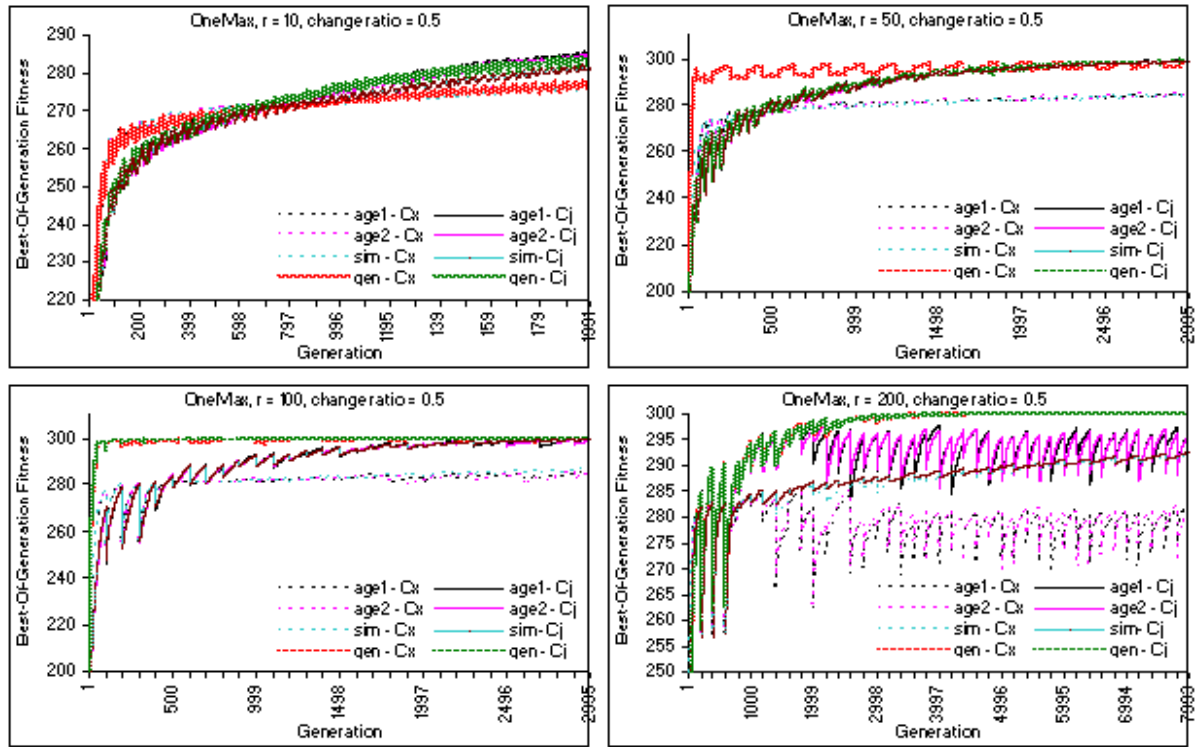 OneMax, r = 10, change ratio = 0.5
Best-Of-Generation Fitness
290
280
270
260
250
240
230
220
age1 - Cx
age1 - Cj
age2 - Cx
age2 - Cj
sim - Cx
sim - Cj
gen - Cx
gen - Cj
1
200
399
598
797
996
1195
139
159
179
1991
Generation
OneMax, r = 50, change ratio = 0.5
Best-Of-Generation Fitness
300
280
260
240
220
200
age1 - Cx
age1 - Cj
age2 - Cx
age2 - Cj
sim - Cx
sim - Cj
gen - Cx
gen - Cj
1
500
999
1498
1997
2496
2995
Generation
OneMax, r = 100, change ratio = 0.5
Best-Of-Generation Fitness
300
280
260
240
220
200
age1 - Cx
age1 - Cj
age2 - Cx
age2 - Cj
sim - Cx
sim- Cj
gen - Cx
gen - Cj
1
500
999
1498
1997
2496
2995
Generation
OneMax, r = 200, change ratio = 0.5
Best-Of-Generation Fitness
300
295
290
285
280
275
270
265
260
255
250
age1 - Cx
age1 - Cj
age2 - Cx
age2 - Cj
sim - Cx
sim- Cj
gen - Cx
gen - Cj
1
1000
1999
2998
3997
4996
5995
6994
Generation